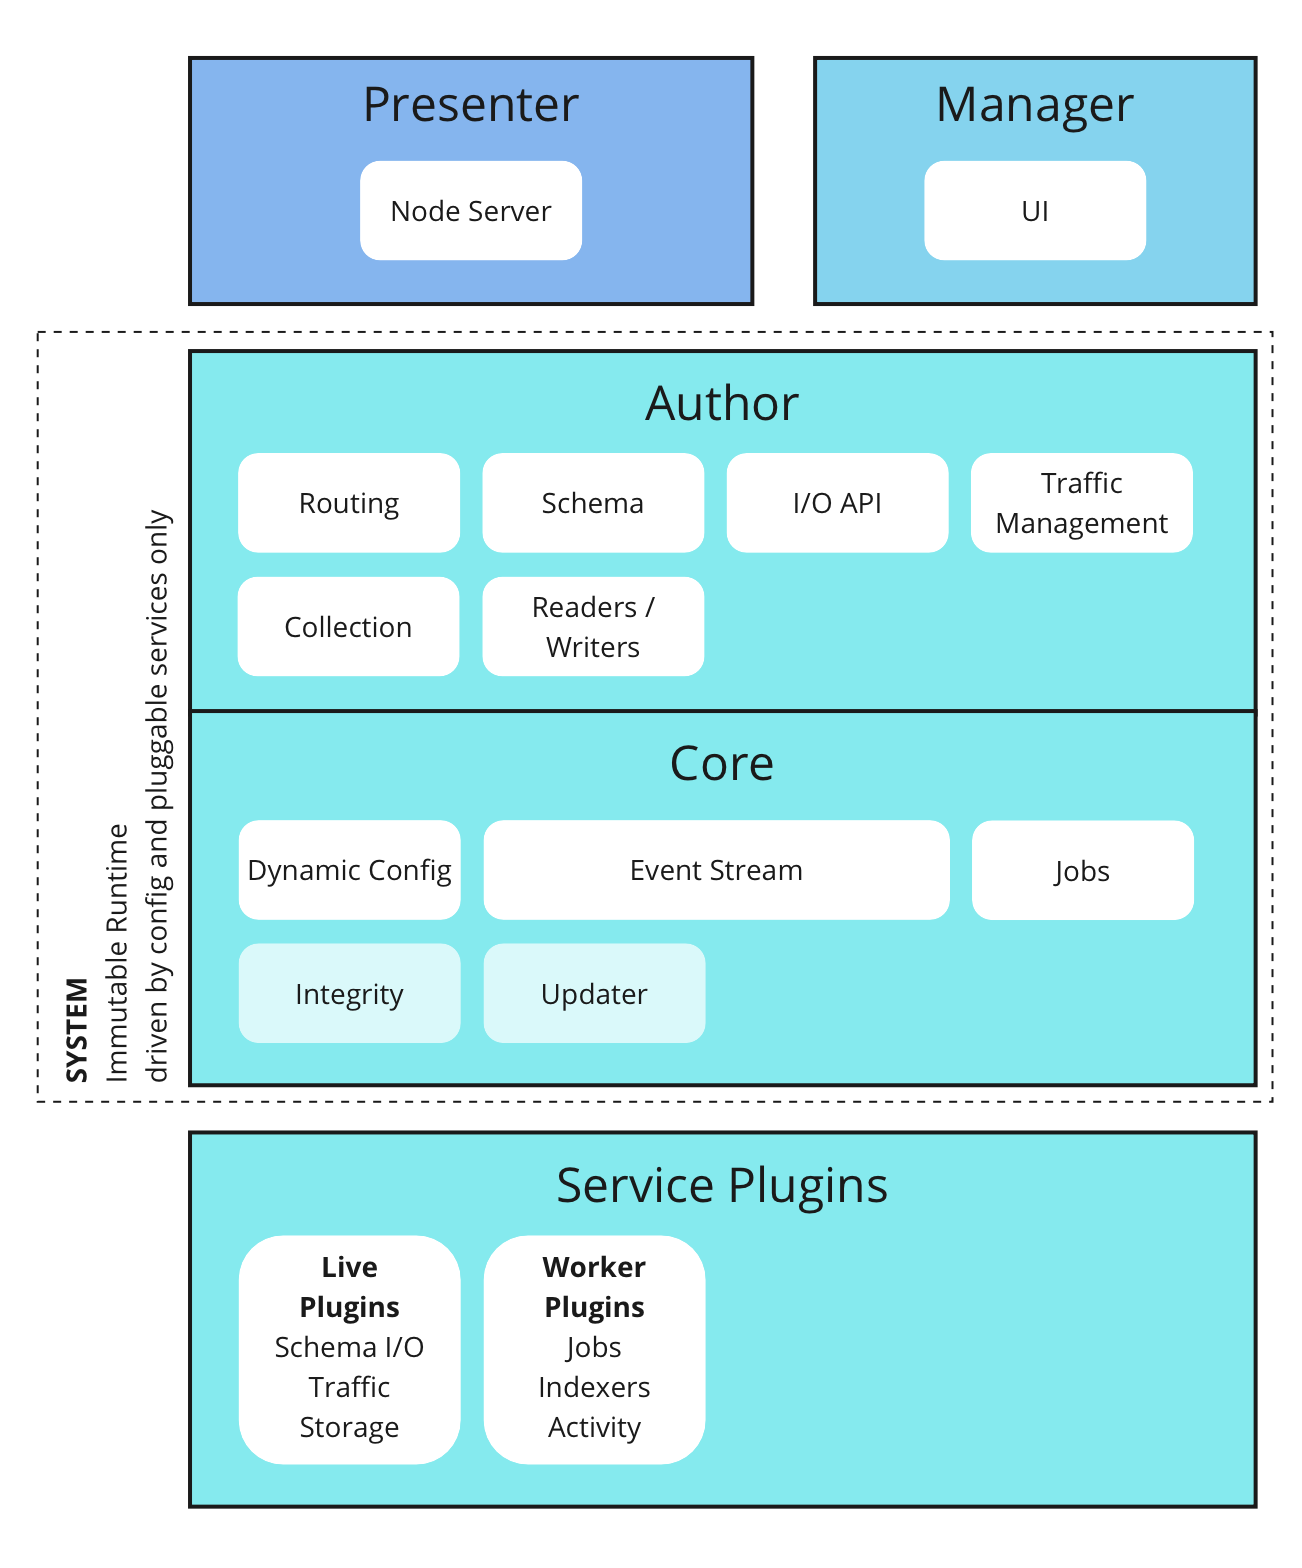 Presenter
Node Server
Manager
UI
SYSTEM
Immutable Runtime
driven by config and pluggable services only
Author
Routing
Schema
I/O API
Traffic
Management
Collection
Readers /
Writers
Core
Dynamic Config
Event Stream
Jobs
Integrity
Updater
Service Plugins
Live
Plugins
Schema I/O
Traffic
Storage
Worker
Plugins
Jobs
Indexers
Activity